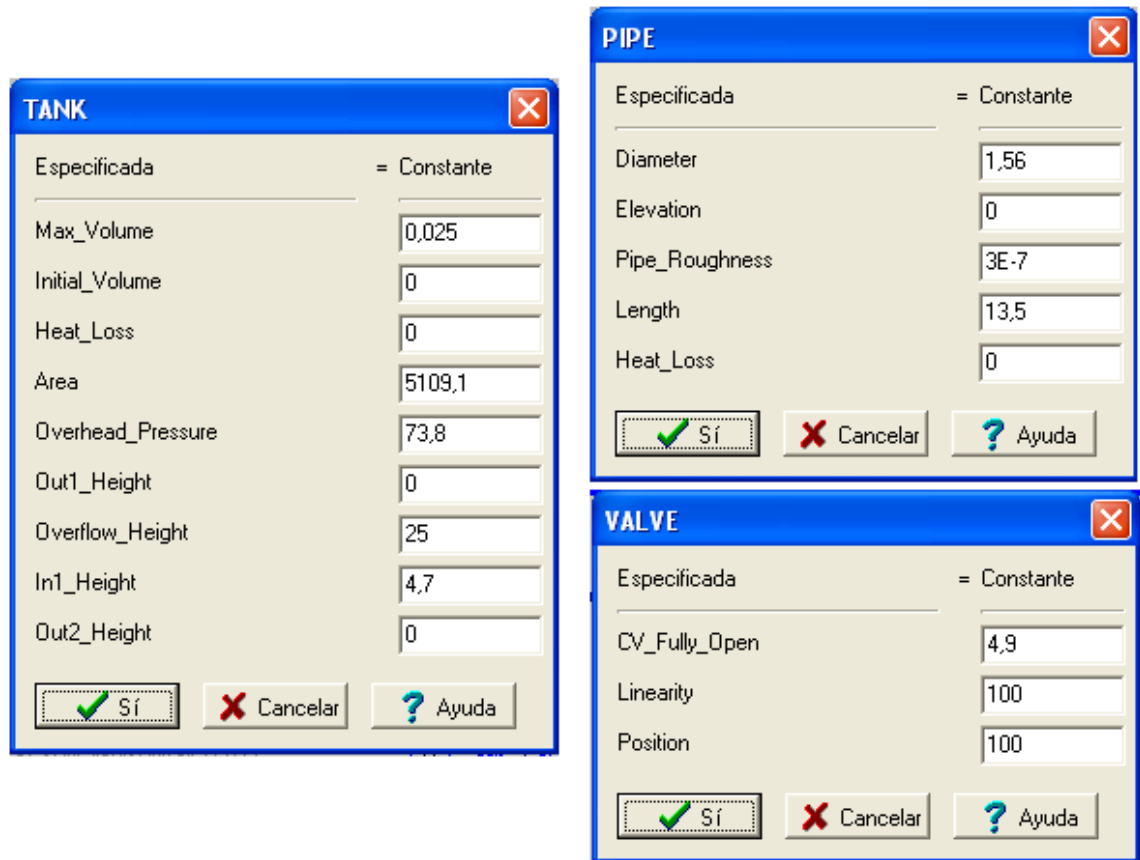 TANK
Especificada = Constante
Max_Volume 0,025
Initial_Volume 0
Heat_Loss 0
Area 5109,1
Overhead_Pressure 73,8
Out1_Height 0
Overflow_Height 25
In1_Height 4,7
Out2_Height 0
Sí Cancelar Ayuda
PIPE
Especificada = Constante
Diameter 1,56
Elevation 0
Pipe_Roughness 3E-7
Length 13,5
Heat_Loss 0
Sí Cancelar Ayuda
VALVE
Especificada = Constante
CV_Fully_Open 4,9
Linearity 100
Position 100
Sí Cancelar Ayuda